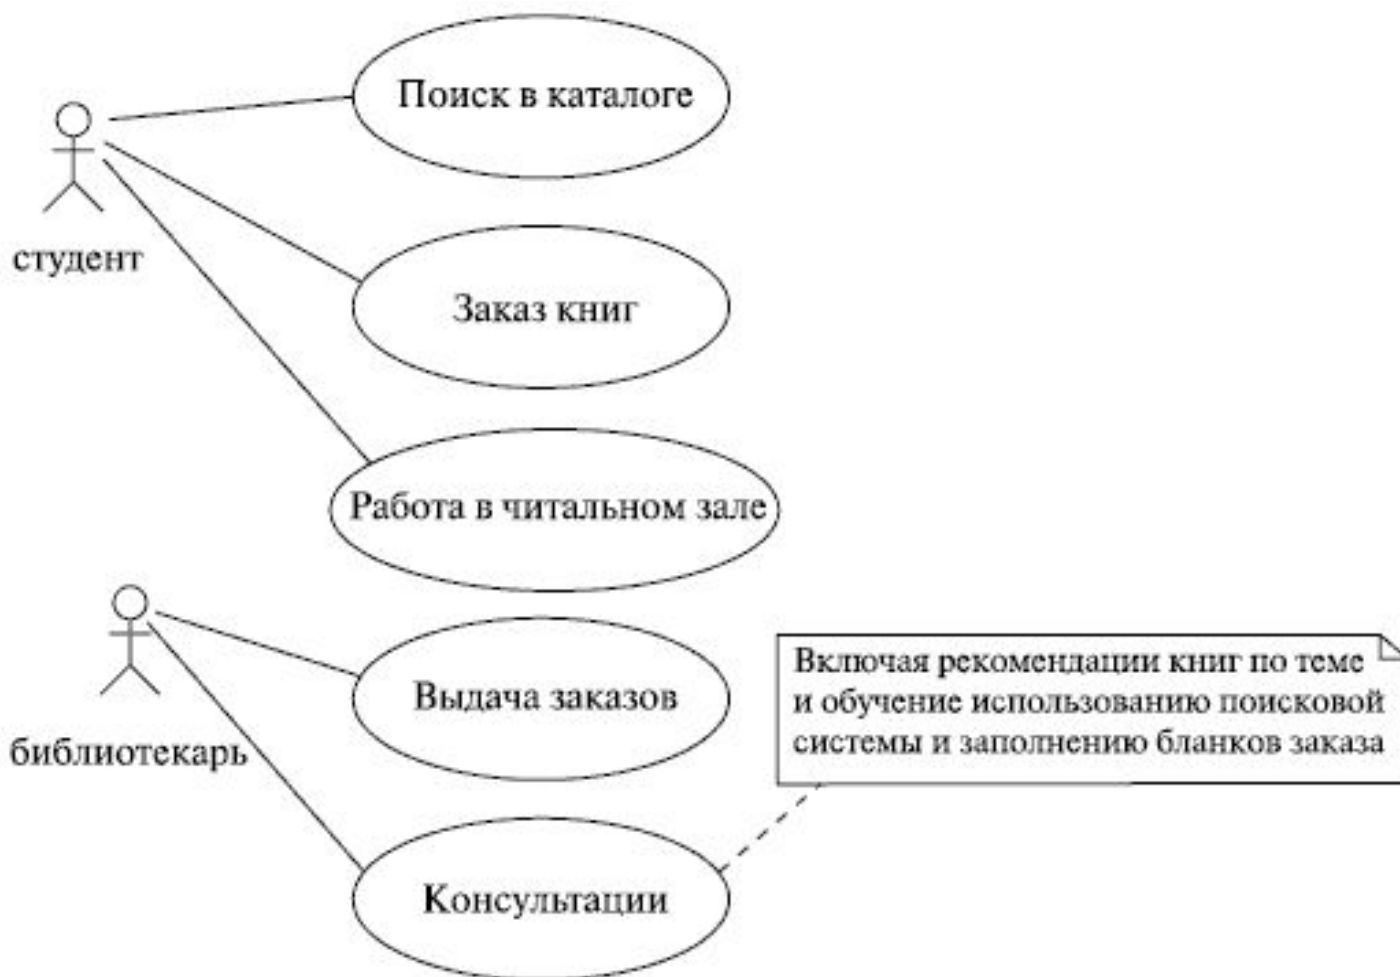 Поиск в каталоге
студент
Заказ книг
Работа в читальном зале
Выдача заказов
библиотекарь
Включая рекомендации книг по теме
и обучение использованию поисковой
системы и заполнению бланков заказа
Консультации